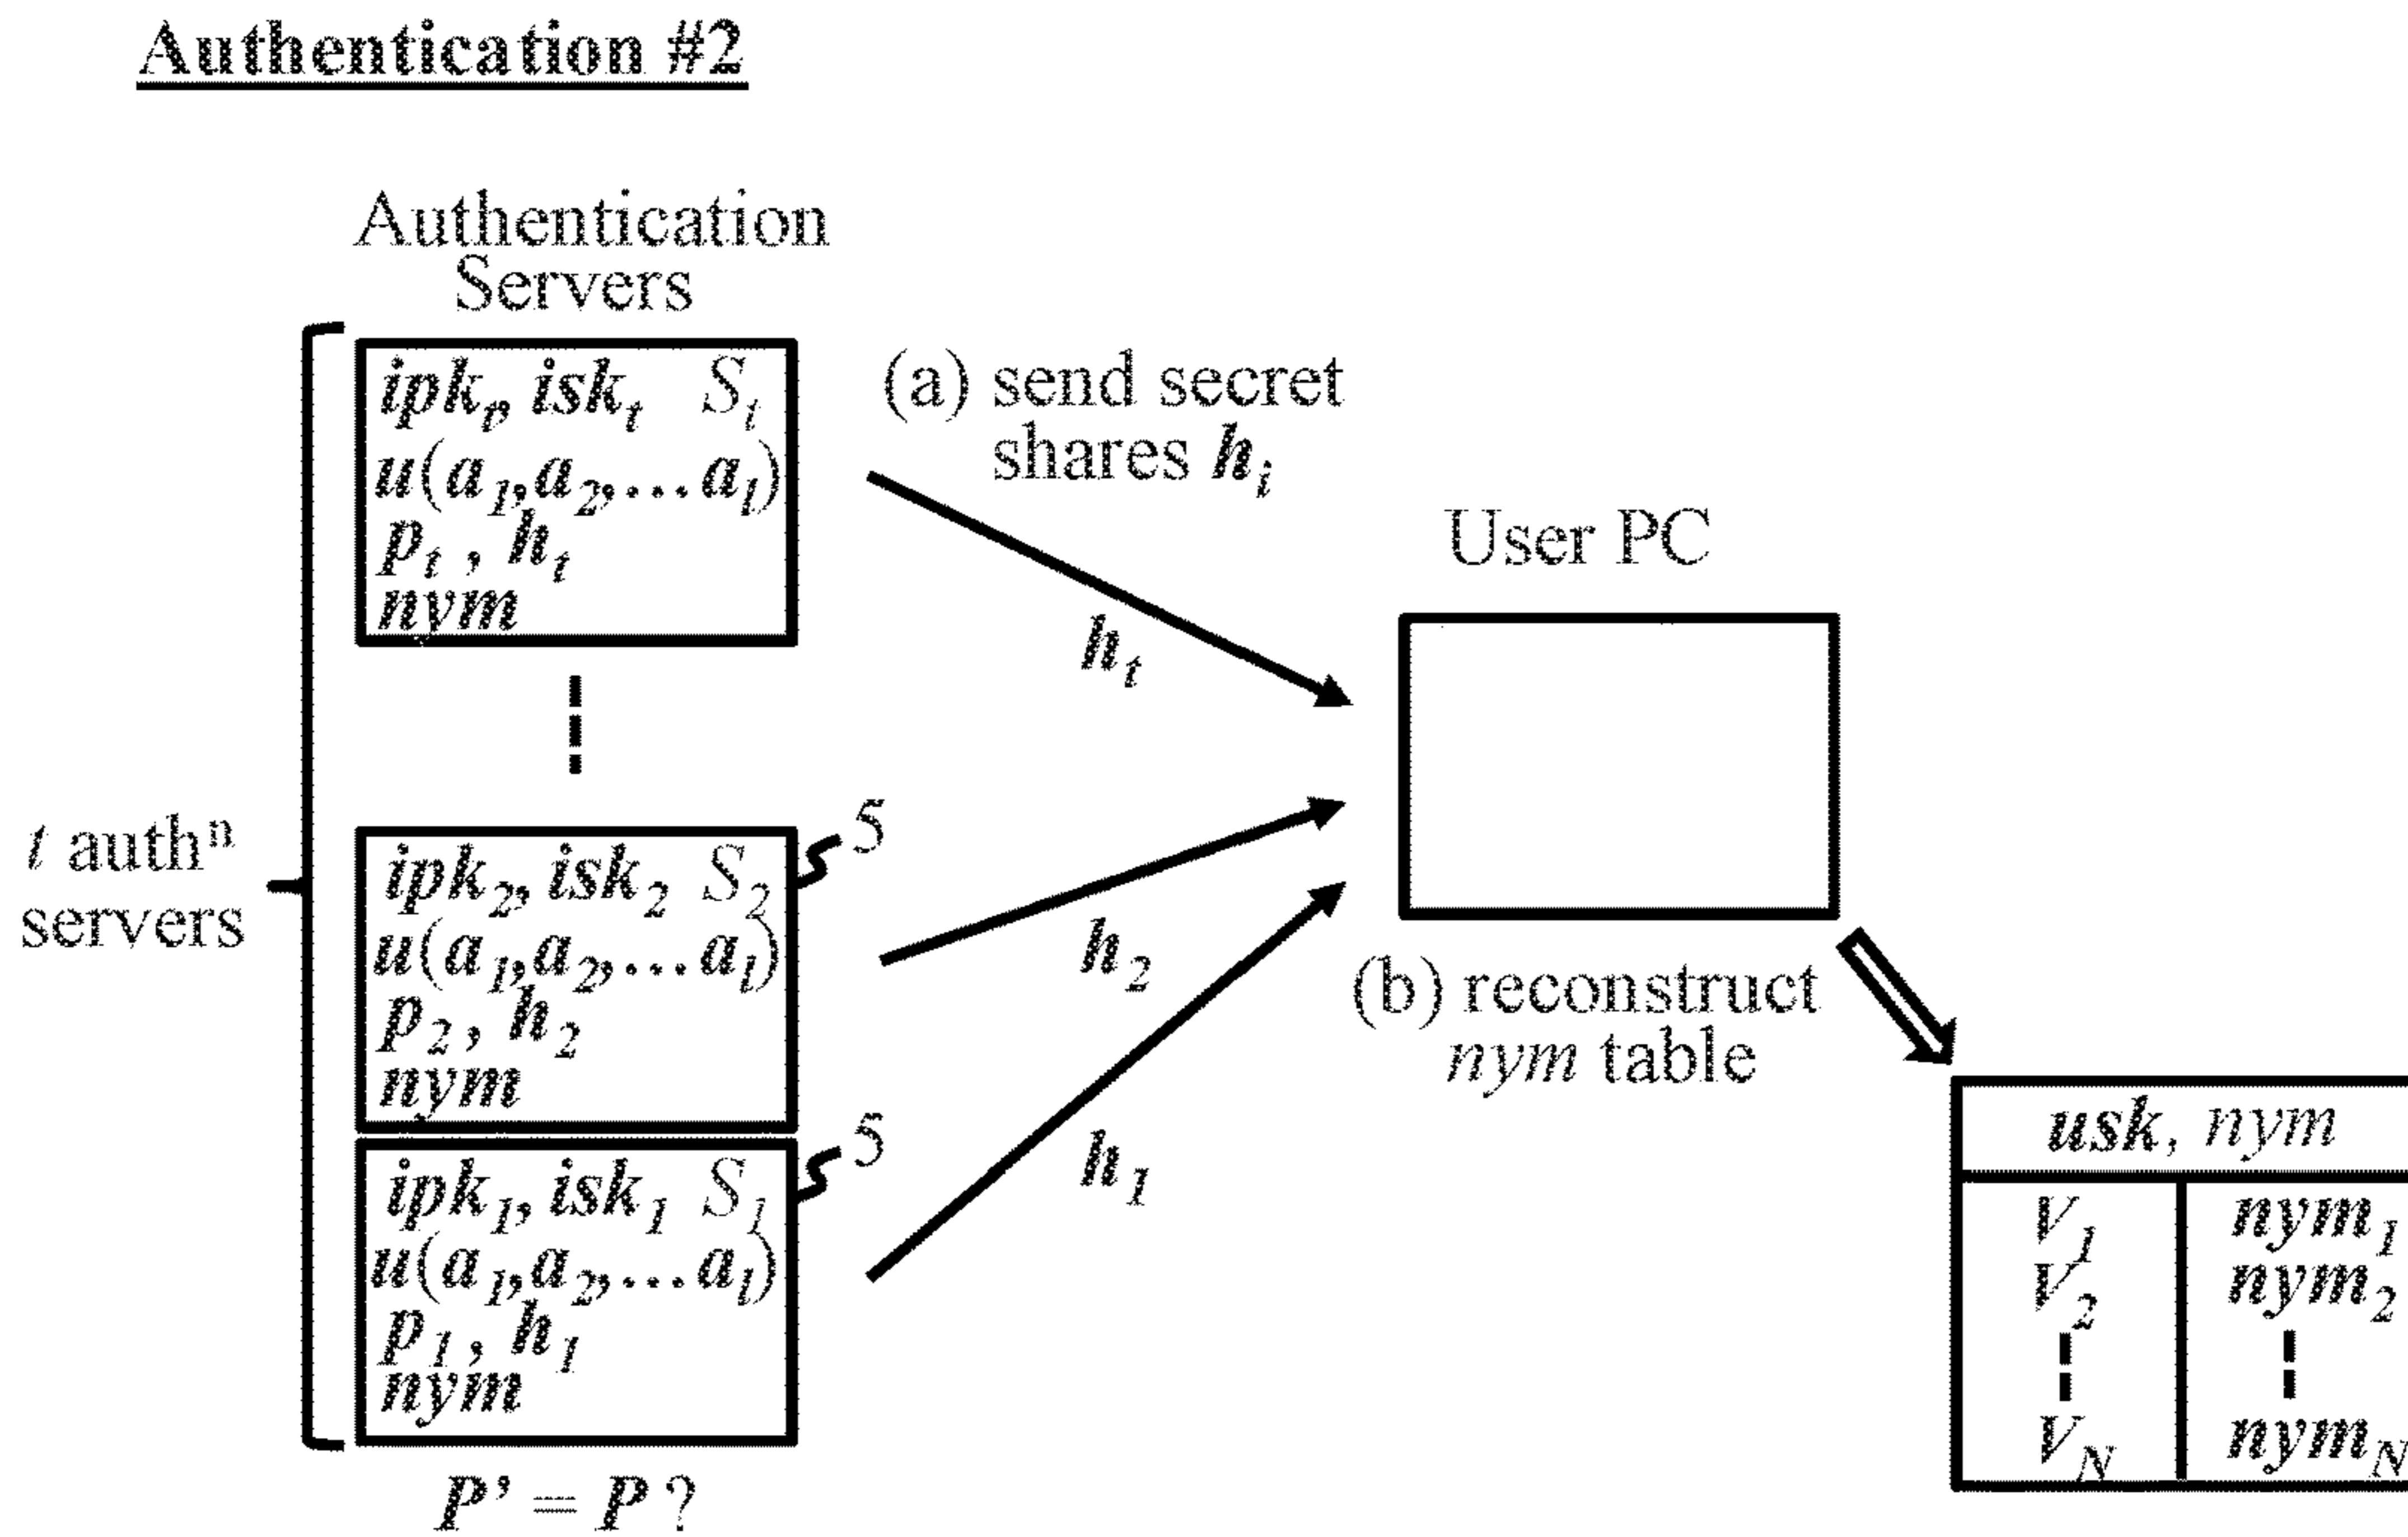 Authentication #2
Authentication
Servers
ipkₜ, iskₜ Sₜ
u(a₁,a₂,...aₗ)
pₜ , hₜ
nym
(a) send secret
shares hᵢ
hₜ
User PC
t authⁿ
servers
5
ipk₂, isk₂ S₂
u(a₁,a₂,...aₗ)
p₂, h₂
nym
h₂
(b) reconstruct
nym table
5
ipk₁, isk₁ S₁
u(a₁,a₂,...aₗ)
p₁, h₁
nym
h₁
P' = P ?
usk, nym
V₁ nym₁
V₂ nym₂
V_N nym_N